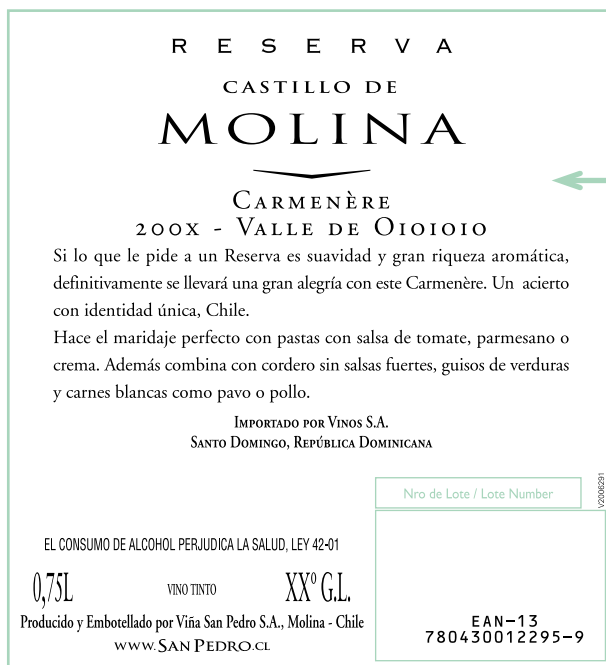 RESERVA
CASTILLO DE
MOLINA
CARMENÈRE
200X - VALLE DE OIOIOIO
Si lo que le pide a un Reserva es suavidad y gran riqueza aromática,
definitivamente se llevará una gran alegría con este Carmenère. Un acierto
con identidad única, Chile.
Hace el maridaje perfecto con pastas con salsa de tomate, parmesano o
crema. Además combina con cordero sin salsas fuertes, guisos de verduras
y carnes blancas como pavo o pollo.
IMPORTADO POR VINOS S.A.
SANTO DOMINGO, REPÚBLICA DOMINICANA
Nro de Lote / Lote Number
V2006291
EL CONSUMO DE ALCOHOL PERJUDICA LA SALUD, LEY 42-01
0,75L VINO TINTO XXº G.L.
Producido y Embotellado por Viña San Pedro S.A., Molina - Chile
WWW.SANPEDRO.CL
EAN-13
780430012295-9